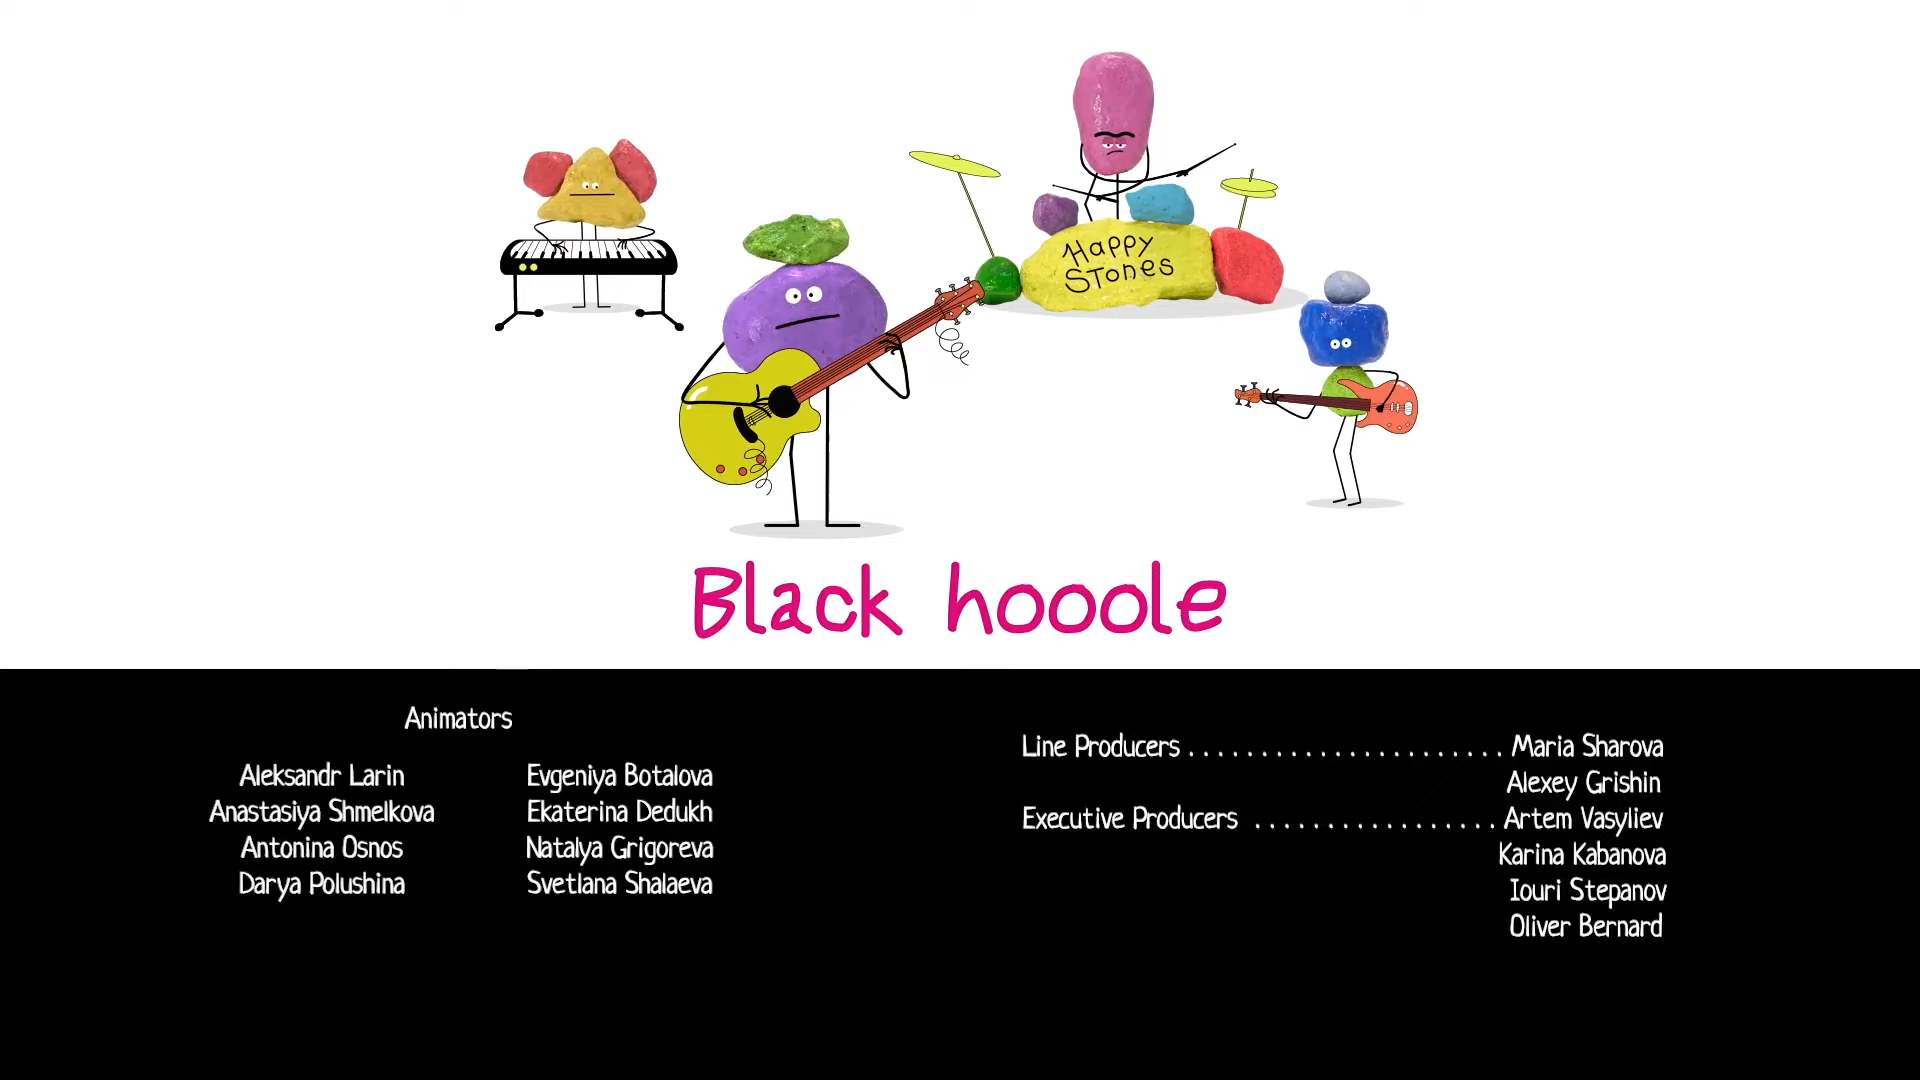 Happy
STones
Black hooole
Animators
Aleksandr Larin
Anastasiya Shmelkova
Antonina Osnos
Darya Polushina
Evgeniya Botalova
Ekaterina Dedukh
Natalya Grigoreva
Svetlana Shalaeva
Line Producers . . . . . . . . . . . . . . . . . . . . . . Maria Sharova
Alexey Grishin
Executive Producers . . . . . . . . . . . . . . . . . Artem Vasyliev
Karina Kabanova
Iouri Stepanov
Oliver Bernard